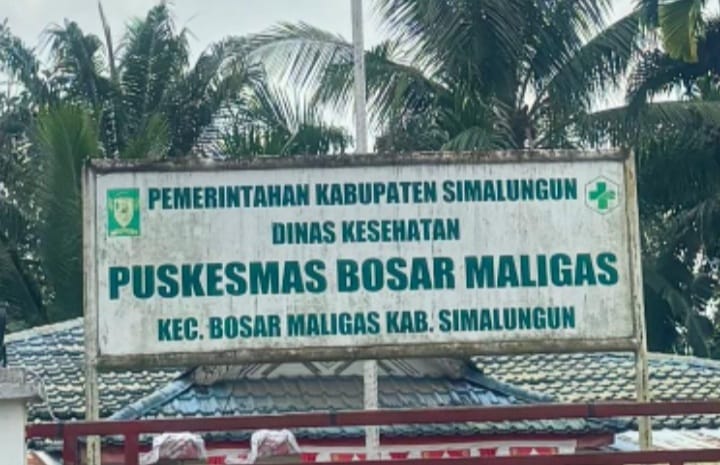 PEMERINTAHAN KABUPATEN SIMALUNGUN
DINAS KESEHATAN
PUSKESMAS BOSAR MALIGAS
KEC. BOSAR MALIGAS KAB. SIMALUNGUN